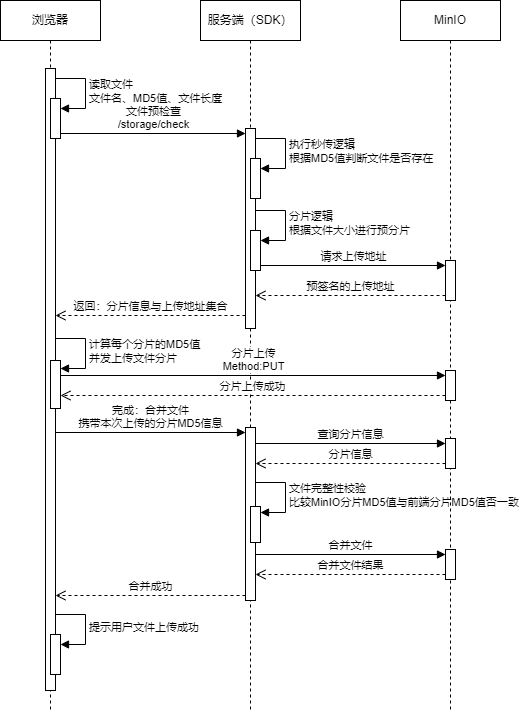 浏览器
服务端（SDK）
MinIO
读取文件
文件名、MD5值、文件长度
文件预检查
/storage/check
执行秒传逻辑
根据MD5值判断文件是否存在
分片逻辑
根据文件大小进行预分片
请求上传地址
预签名的上传地址
返回：分片信息与上传地址集合
计算每个分片的MD5值
并发上传文件分片
分片上传
Method:PUT
分片上传成功
完成：合并文件
携带本次上传的分片MD5信息
查询分片信息
分片信息
文件完整性校验
比较MinIO分片MD5值与前端分片MD5值否一致
合并文件
合并文件结果
合并成功
提示用户文件上传成功